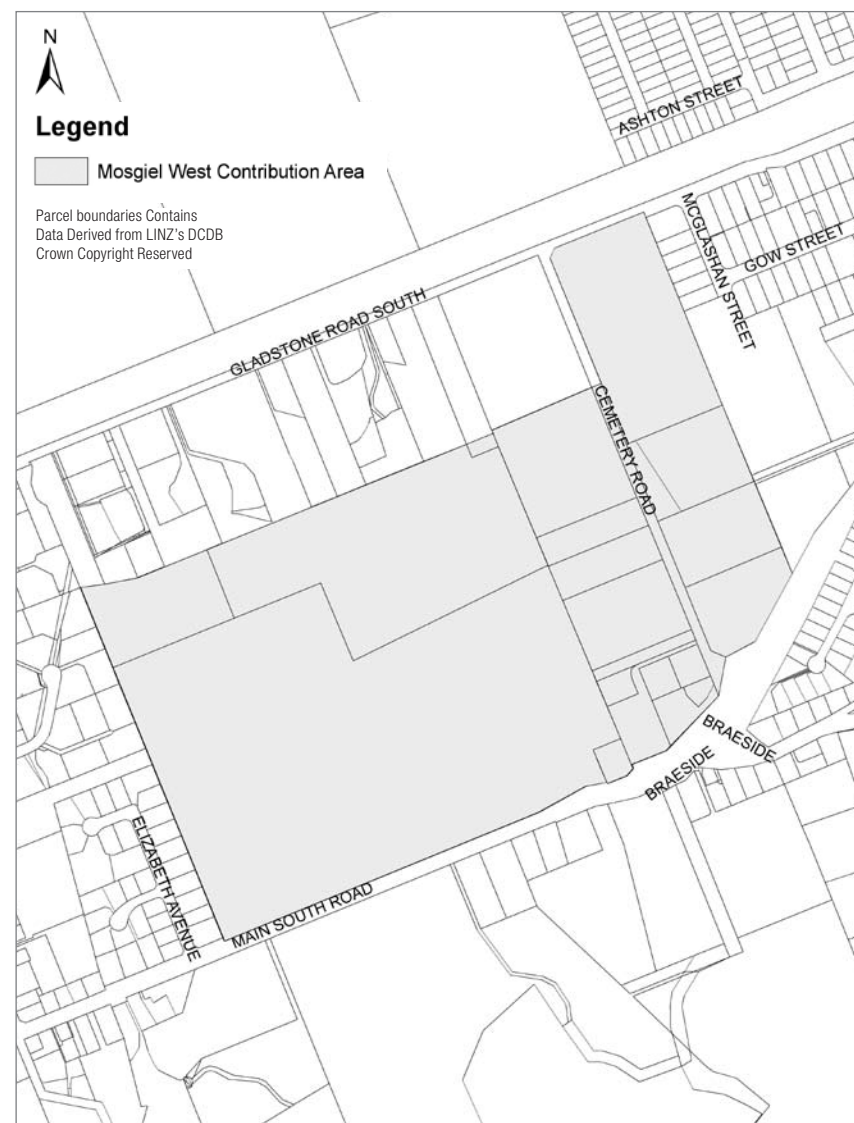 N
Legend
Mosgiel West Contribution Area
Parcel boundaries Contains
Data Derived from LINZ's DCDB
Crown Copyright Reserved
ASHTON STREET
MCGLASHAN STREET
GOW STREET
GLADSTONE ROAD SOUTH
CEMETERY ROAD
BRAESIDE
BRAESIDE
ELIZABETH AVENUE
MAIN SOUTH ROAD